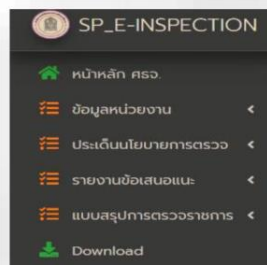 SP_E-INSPECTION
หน้าหลัก ศธจ.
ข้อมูลหน่วยงาน
ประเด็นนโยบายการตรวจ
รายงานข้อเสนอแนะ
แบบสรุปการตรวจราชการ
Download